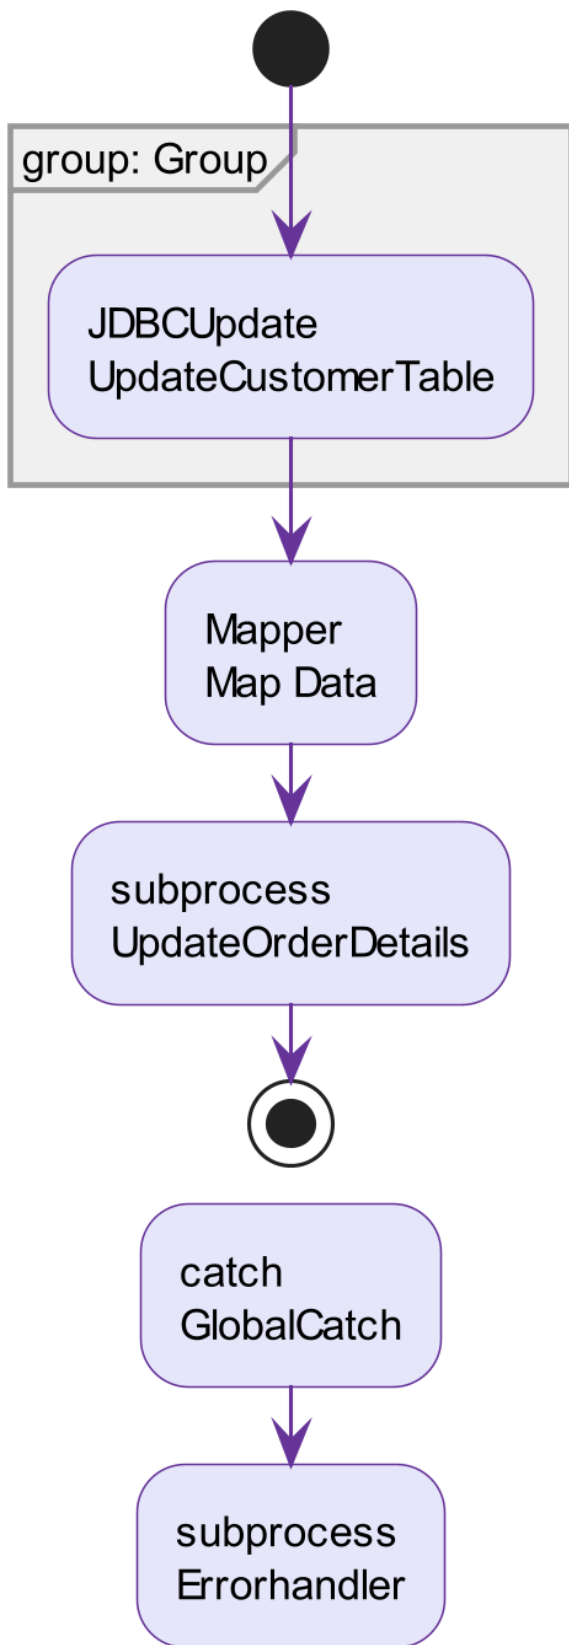 group: Group
JDBCUpdate
UpdateCustomerTable
Mapper
Map Data
subprocess
UpdateOrderDetails
catch
GlobalCatch
subprocess
Errorhandler